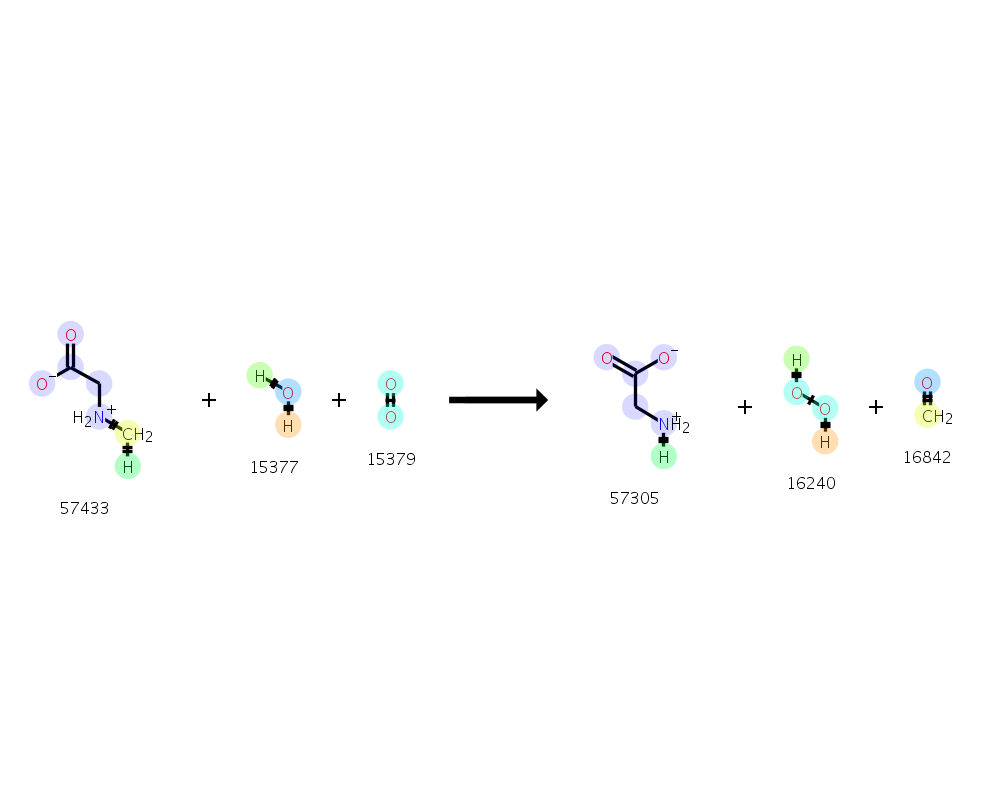 O
O−
H2N+
CH2
H
57433
+
H
O
H
15377
+
O
O
15379
O
O−
NH2+
H
57305
+
H
O
O
H
16240
+
O
CH2
16842